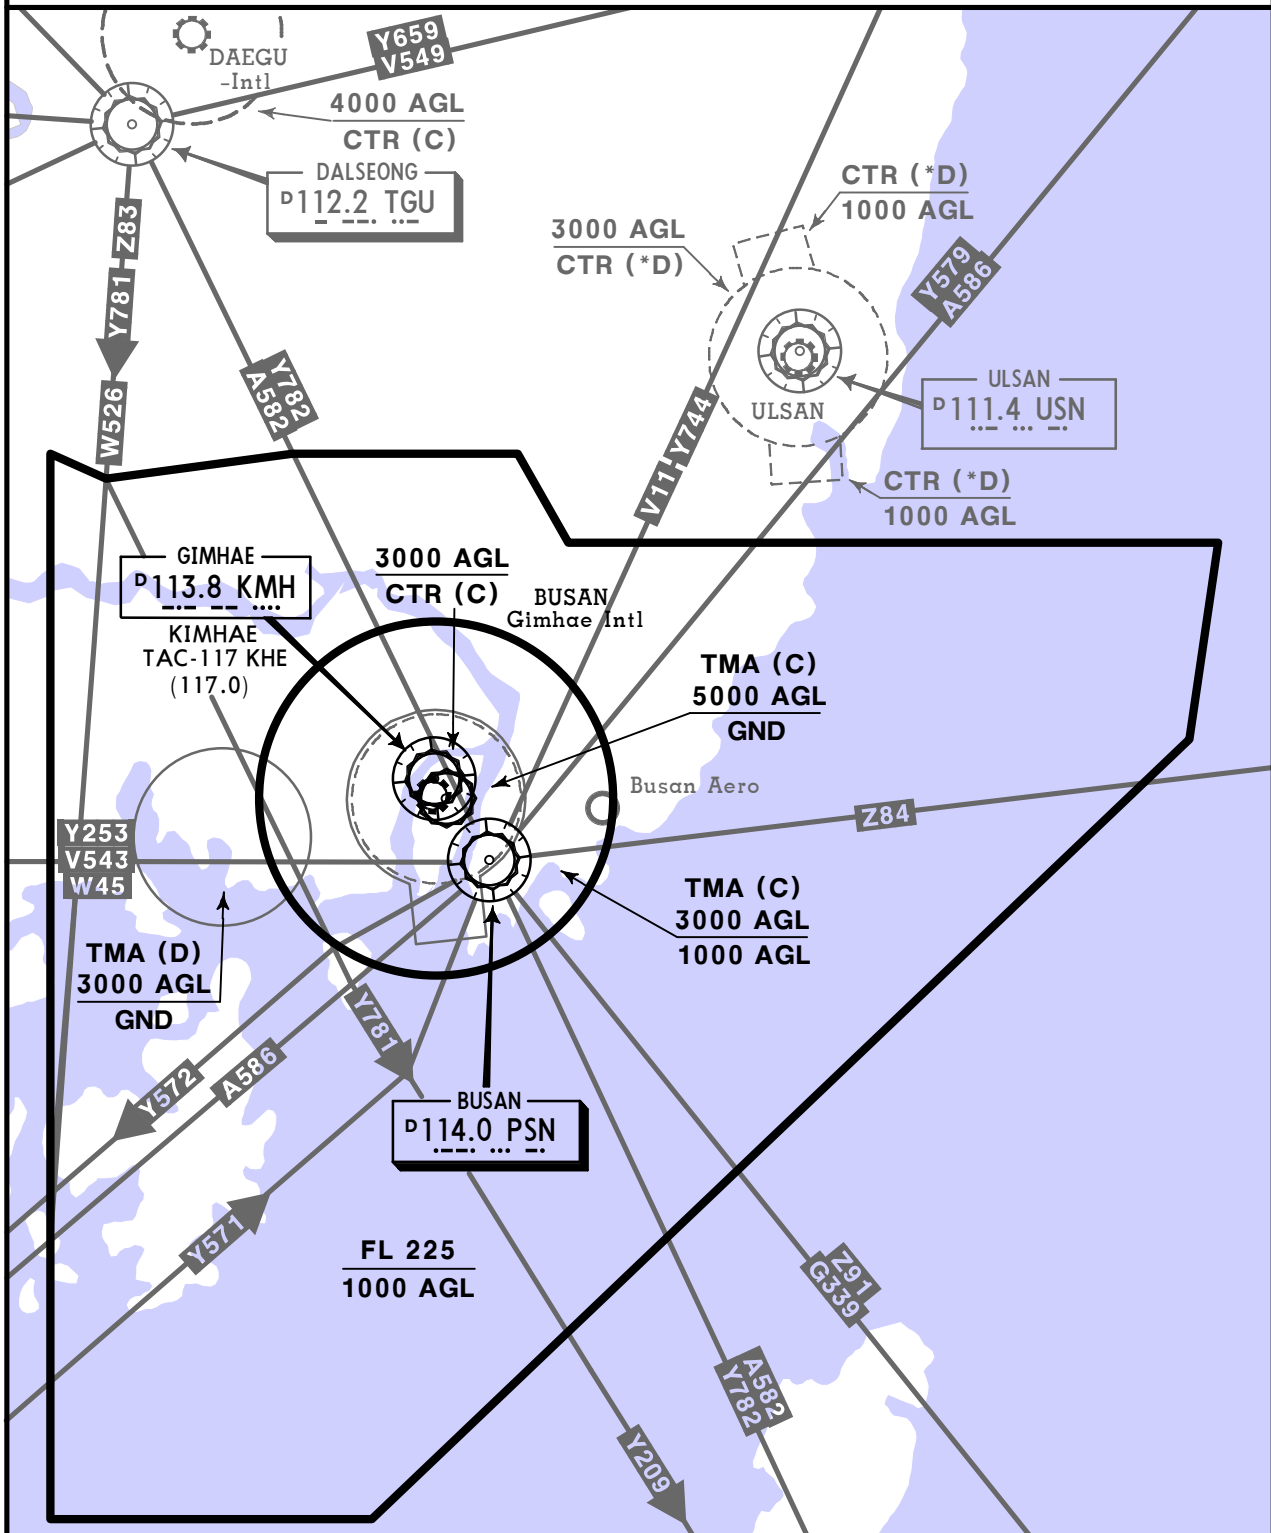 Y659
V549
DAEGU
-Intl
4000 AGL
CTR (C)
DALSEONG
D112.2 TGU
CTR (*D)
1000 AGL
3000 AGL
CTR (*D)
Y781 Z83
Y579
A586
Y782
A582
ULSAN
ULSAN
D111.4 USN
W526
V11-Y744
CTR (*D)
1000 AGL
GIMHAE
D113.8 KMH
3000 AGL
CTR (C)
BUSAN
Gimhae Intl
KIMHAE
TAC-117 KHE
(117.0)
TMA (C)
5000 AGL
GND
Busan Aero
Z84
Y253
V543
W45
TMA (C)
3000 AGL
1000 AGL
TMA (D)
3000 AGL
GND
Y781
Y572
A586
BUSAN
D114.0 PSN
Y571
FL 225
1000 AGL
Z91
G339
A582
Y782
Y209